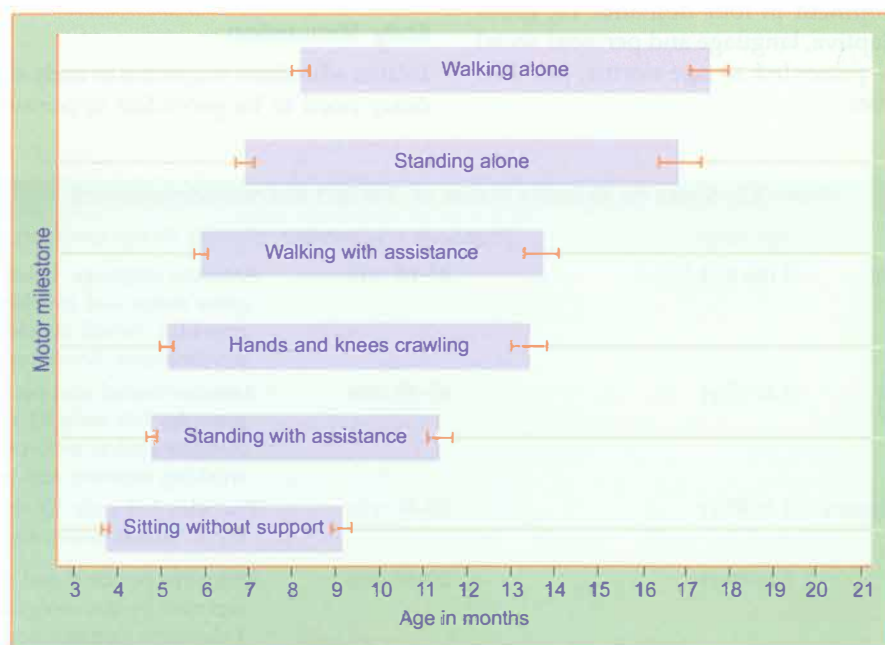 Walking alone
Standing alone
Walking with assistance
Hands and knees crawling
Standing with assistance
Sitting without support
Motor milestone
3 4 5 6 7 8 9 10 11 12 13 14 15 16 17 18 19 20 21
Age in months